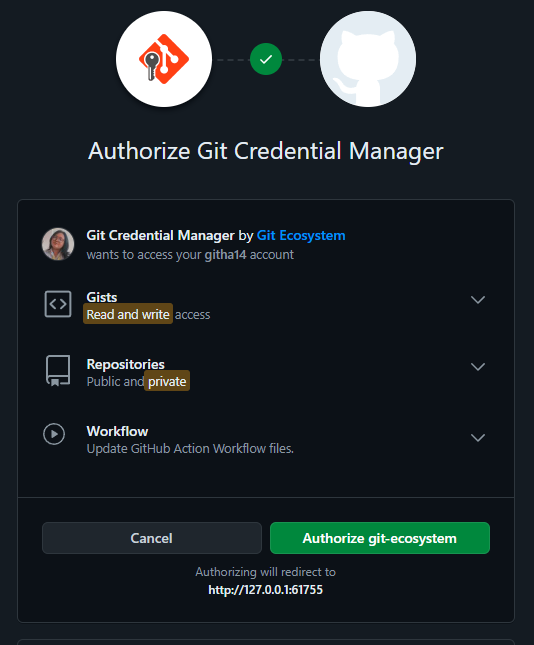 Authorize Git Credential Manager
Git Credential Manager by Git Ecosystem
wants to access your githa14 account
Gists
Read and write access
Repositories
Public and private
Workflow
Update GitHub Action Workflow files.
Cancel
Authorize git-ecosystem
Authorizing will redirect to
http://127.0.0.1:61755